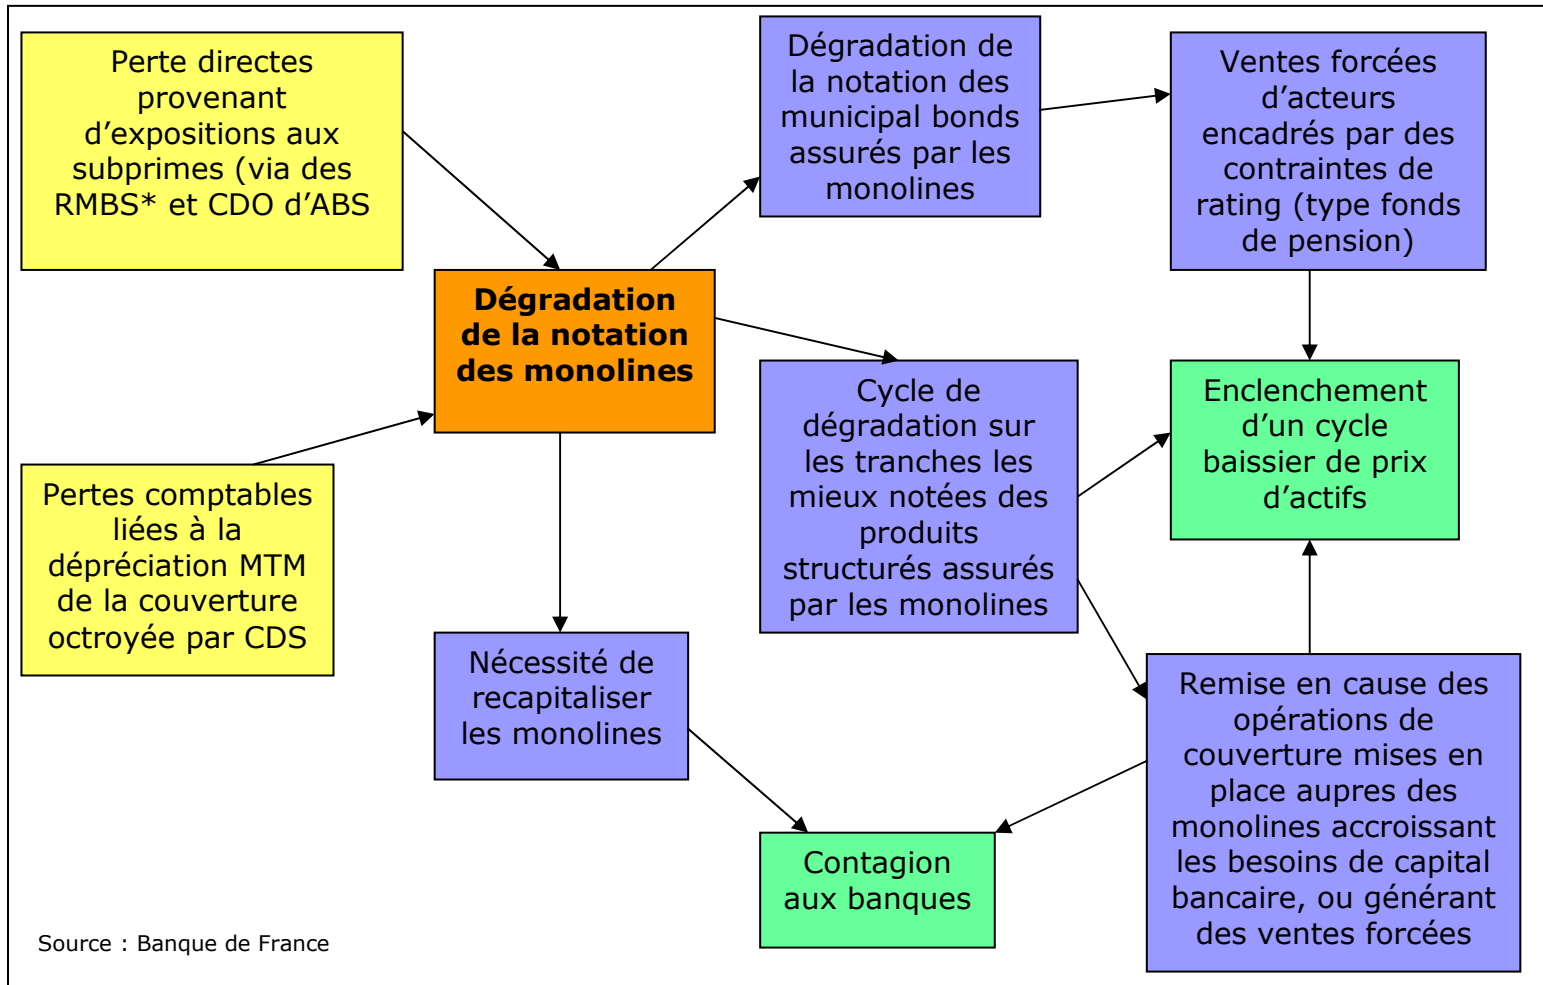 Perte directes
provenant
d’expositions aux
subprimes (via des
RMBS* et CDO d’ABS
Dégradation de
la notation des
municipal bonds
assurés par les
monolines
Ventes forcées
d’acteurs
encadrés par des
contraintes de
rating (type fonds
de pension)
Dégradation
de la notation
des monolines
Cycle de
dégradation sur
les tranches les
mieux notées des
produits
structurés assurés
par les monolines
Enclenchement
d’un cycle
baissier de prix
d’actifs
Pertes comptables
liées à la
dépréciation MTM
de la couverture
octroyée par CDS
Nécessité de
recapitaliser
les monolines
Remise en cause des
opérations de
couverture mises en
place aupres des
monolines accroissant
les besoins de capital
bancaire, ou générant
des ventes forcées
Contagion
aux banques
Source : Banque de France